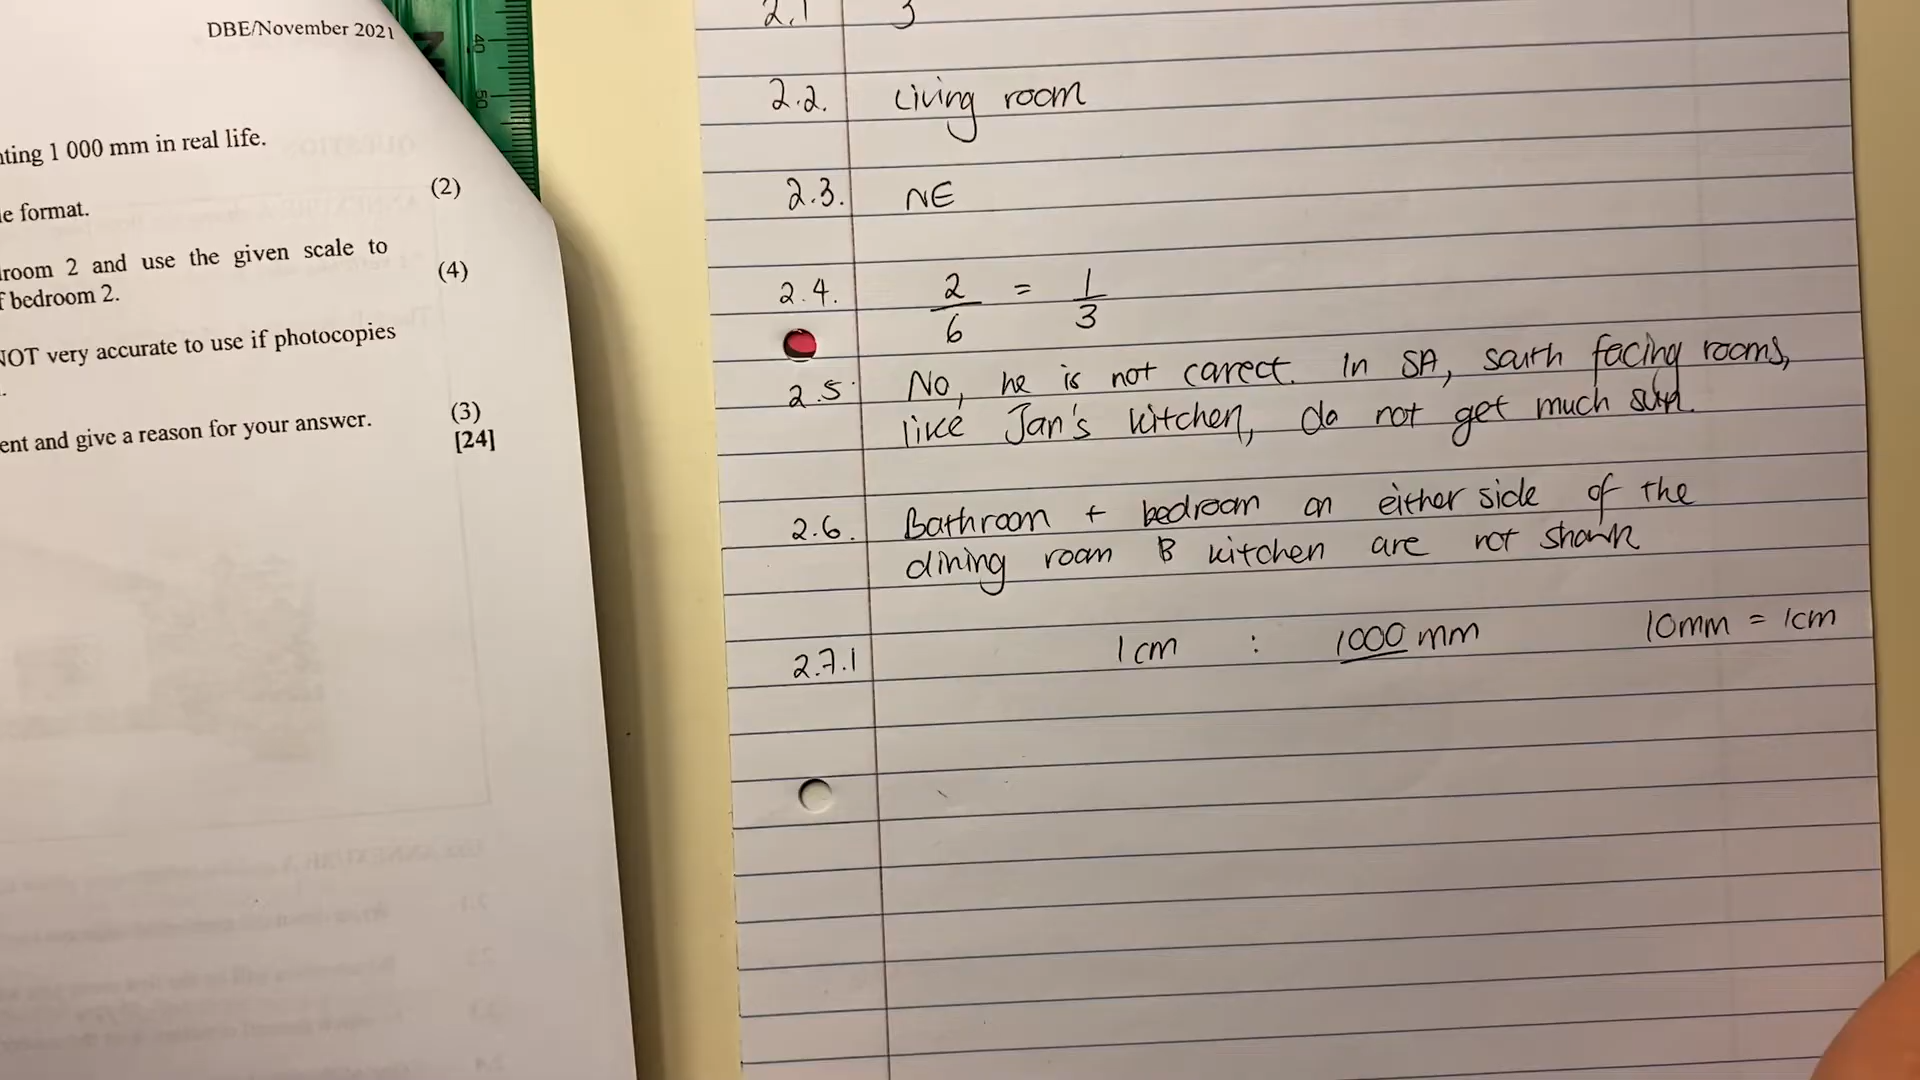 DBE/November 2021
ting 1 000 mm in real life.
(2)
e format.
room 2 and use the given scale to
f bedroom 2.
(4)
NOT very accurate to use if photocopies
ent and give a reason for your answer.
(3)
[24]
40
50
2.1 3
2.2. Living room
2.3. NE
2.4. 2/6 = 1/3
2.5 No, he is not correct. In SA, south facing rooms,
like Jan's kitchen, do not get much sun.
2.6. Bathroom + bedroom on either side of the
dining room & kitchen are not shown
2.7.1 1 cm : 1000 mm 10mm = 1cm